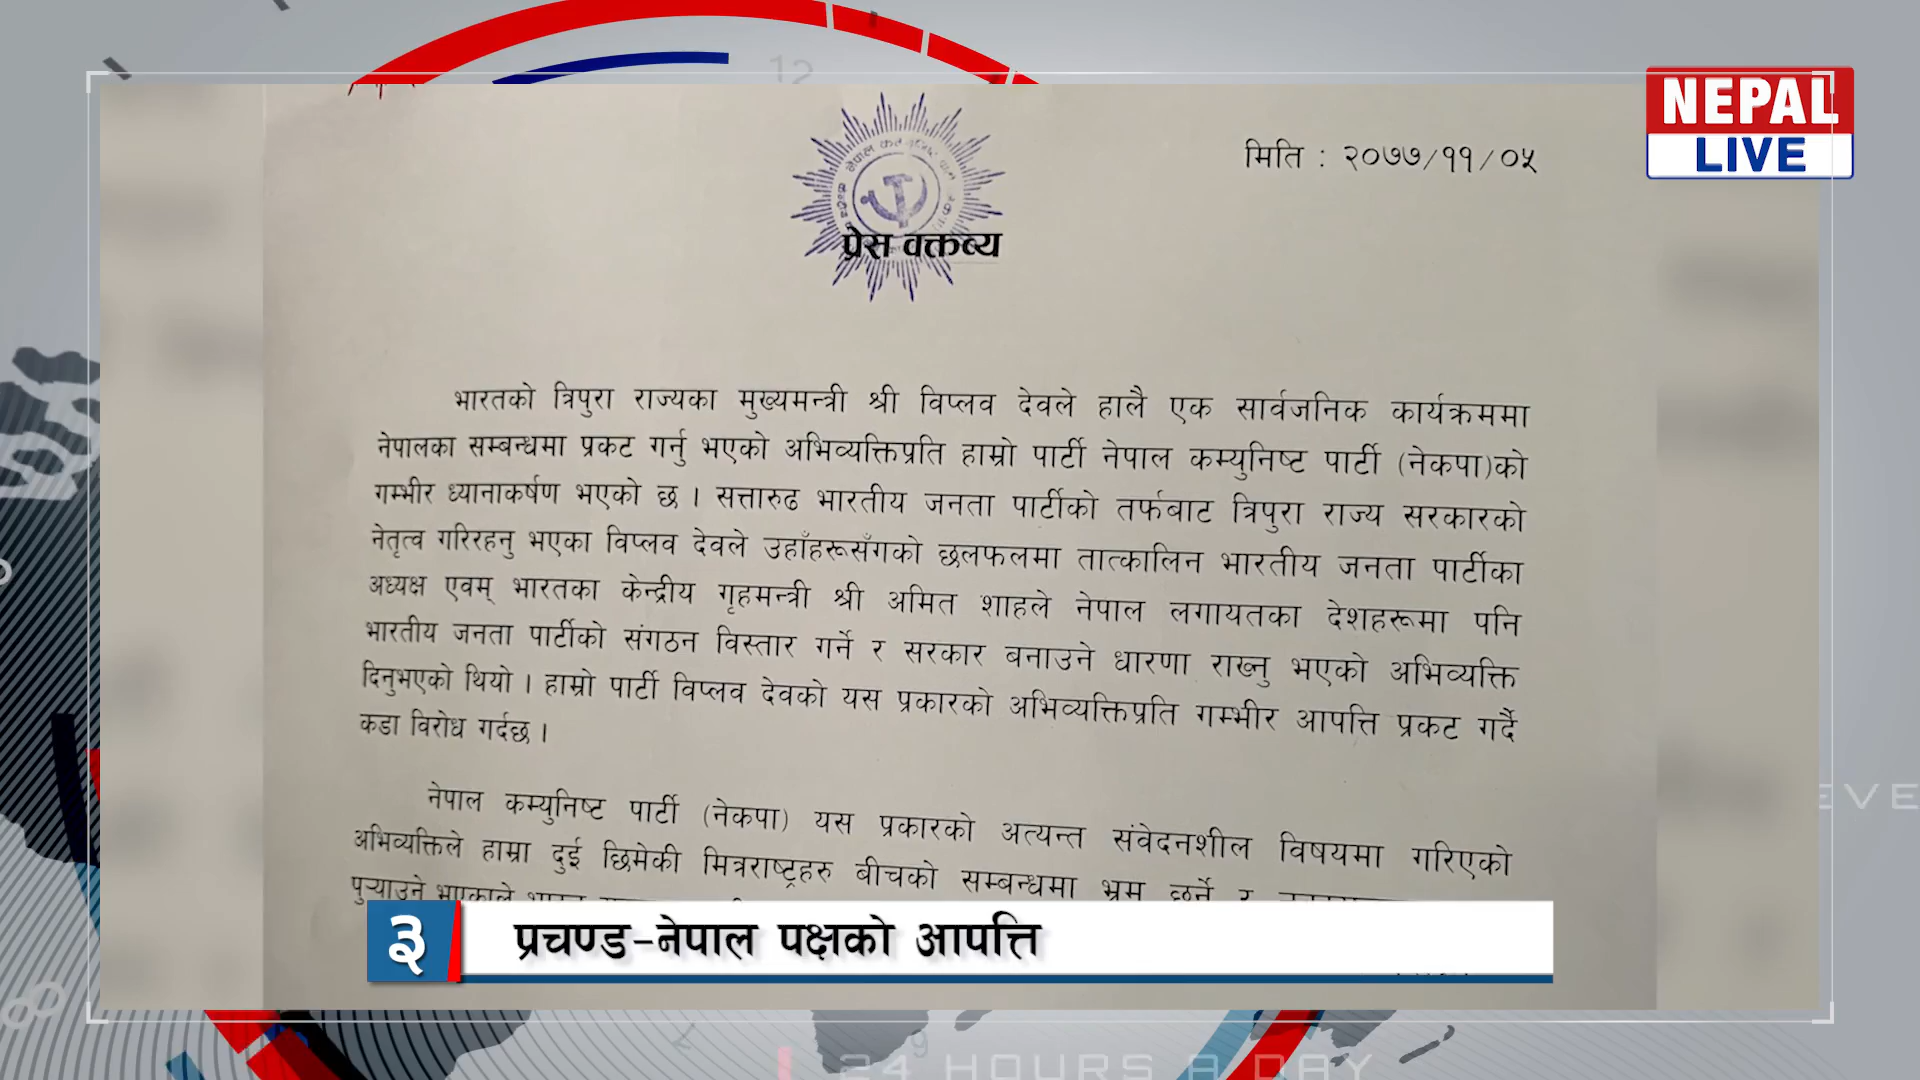 NEPAL
LIVE
मिति : २०७७/११/०५
प्रेस वक्तव्य
भारतको त्रिपुरा राज्यका मुख्यमन्त्री श्री विप्लव देवले हालै एक सार्वजनिक कार्यक्रममा
नेपालका सम्बन्धमा प्रकट गर्नु भएको अभिव्यक्तिप्रति हाम्रो पार्टी नेपाल कम्युनिष्ट पार्टी (नेकपा)को
गम्भीर ध्यानाकर्षण भएको छ । सत्तारुढ भारतीय जनता पार्टीको तर्फबाट त्रिपुरा राज्य सरकारको
नेतृत्व गरिरहनु भएका विप्लव देवले उहाँहरूसँगको छलफलमा तात्कालिन भारतीय जनता पार्टीका
अध्यक्ष एवम् भारतका केन्द्रीय गृहमन्त्री श्री अमित शाहले नेपाल लगायतका देशहरूमा पनि
भारतीय जनता पार्टीको संगठन विस्तार गर्ने र सरकार बनाउने धारणा राख्नु भएको अभिव्यक्ति
दिनुभएको थियो । हाम्रो पार्टी विप्लव देवको यस प्रकारको अभिव्यक्तिप्रति गम्भीर आपत्ति प्रकट गर्दै
कडा विरोध गर्दछ ।
नेपाल कम्युनिष्ट पार्टी (नेकपा) यस प्रकारको अत्यन्त संवेदनशील विषयमा गरिएको
अभिव्यक्तिले हाम्रा दुई छिमेकी मित्रराष्ट्रहरु बीचको सम्बन्धमा भ्रम छर्ने र
पुऱ्याउने भएकाले
३ प्रचण्ड-नेपाल पक्षको आपत्ति
24 HOURS A DAY